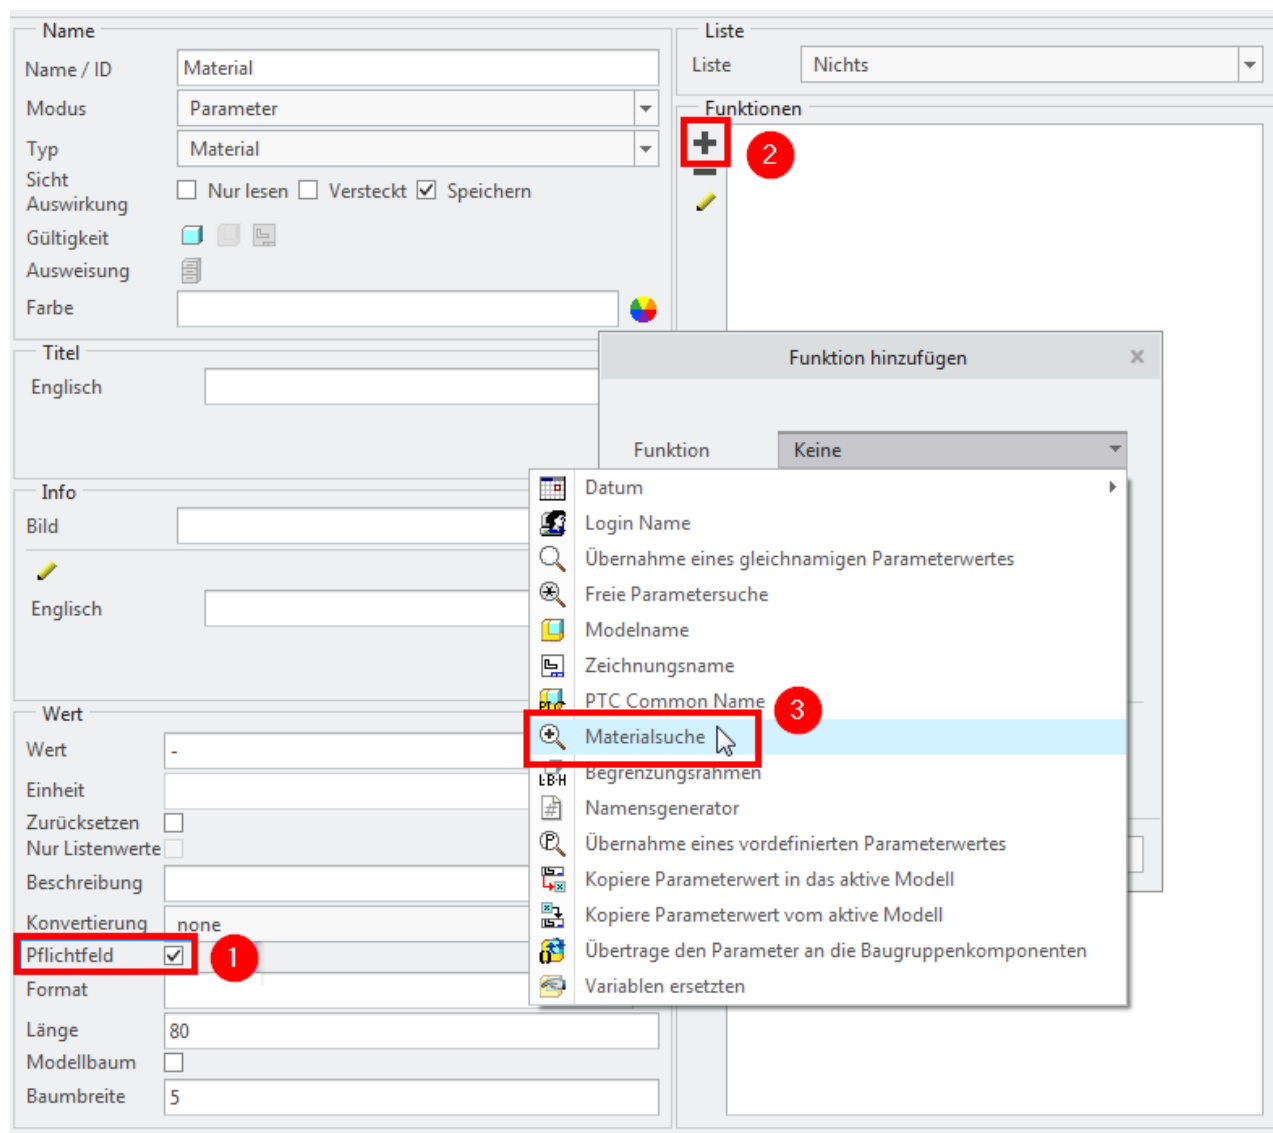 Name
Name / ID
Material
Modus
Parameter
Typ
Material
Sicht
Auswirkung
Nur lesen
Versteckt
Speichern
Gültigkeit
Ausweisung
Farbe
Titel
Englisch
Info
Bild
Englisch
Wert
Wert
-
Einheit
Zurücksetzen
Nur Listenwerte
Beschreibung
Konvertierung
none
Pflichtfeld
1
Format
Länge
80
Modellbaum
Baumbreite
5
Liste
Liste
Nichts
Funktionen
2
Funktion hinzufügen
Funktion
Keine
Datum
Login Name
Übernahme eines gleichnamigen Parameterwertes
Freie Parametersuche
Modelname
Zeichnungsname
PTC Common Name
3
Materialsuche
L·B·H
Begrenzungsrahmen
Namensgenerator
Übernahme eines vordefinierten Parameterwertes
Kopiere Parameterwert in das aktive Modell
Kopiere Parameterwert vom aktive Modell
Übertrage den Parameter an die Baugruppenkomponenten
Variablen ersetzten